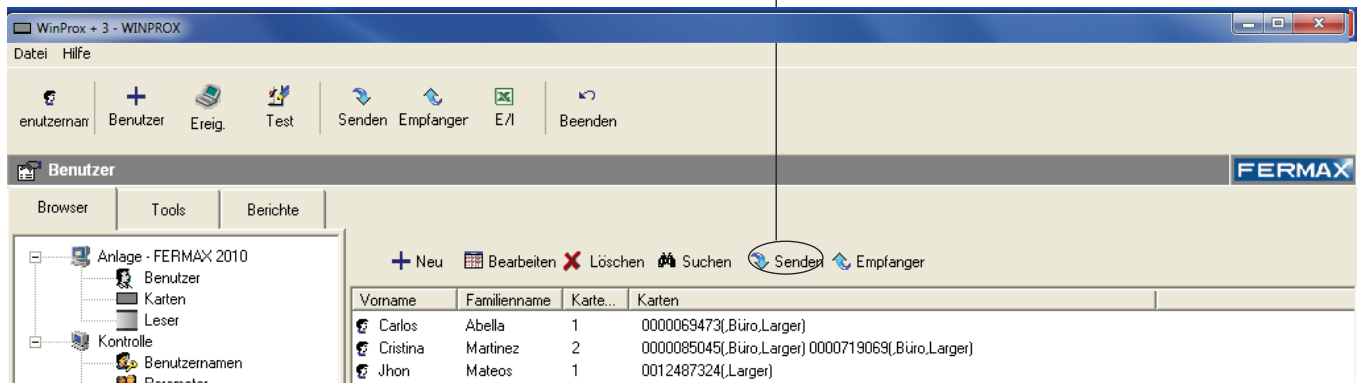 WinProx + 3 - WINPROX
Datei Hilfe
enutzernam Benutzer Ereig. Test Senden Empfanger E/I Beenden
Benutzer FERMAX
Browser Tools Berichte
Anlage - FERMAX 2010
Neu Bearbeiten Löschen Suchen Senden Empfanger
Benutzer
Karten
Vorname Familienname Karte... Karten
Leser
Carlos Abella 1 0000069473(,Büro,Larger)
Kontrolle
Cristina Martinez 2 0000085045(,Büro,Larger) 0000719069(,Büro,Larger)
Benutzernamen
Jhon Mateos 1 0012487324(,Larger)
Parameter